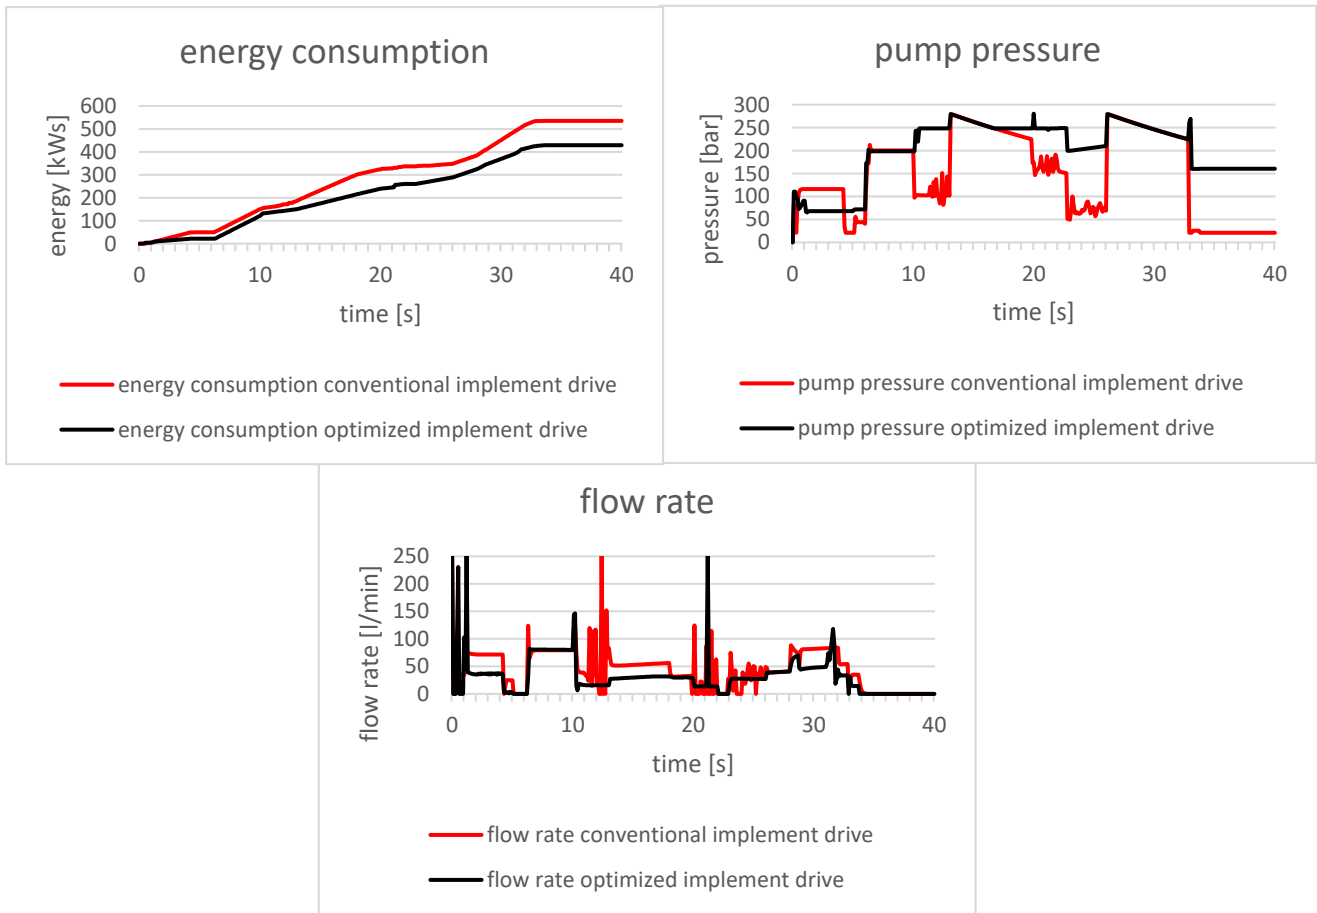 energy consumption
energy [kWs]
600
500
400
300
200
100
0
0 10 20 30 40
time [s]
energy consumption conventional implement drive
energy consumption optimized implement drive
pump pressure
pressure [bar]
300
250
200
150
100
50
0
0 10 20 30 40
time [s]
pump pressure conventional implement drive
pump pressure optimized implement drive
flow rate
flow rate [l/min]
250
200
150
100
50
0
0 10 20 30 40
time [s]
flow rate conventional implement drive
flow rate optimized implement drive